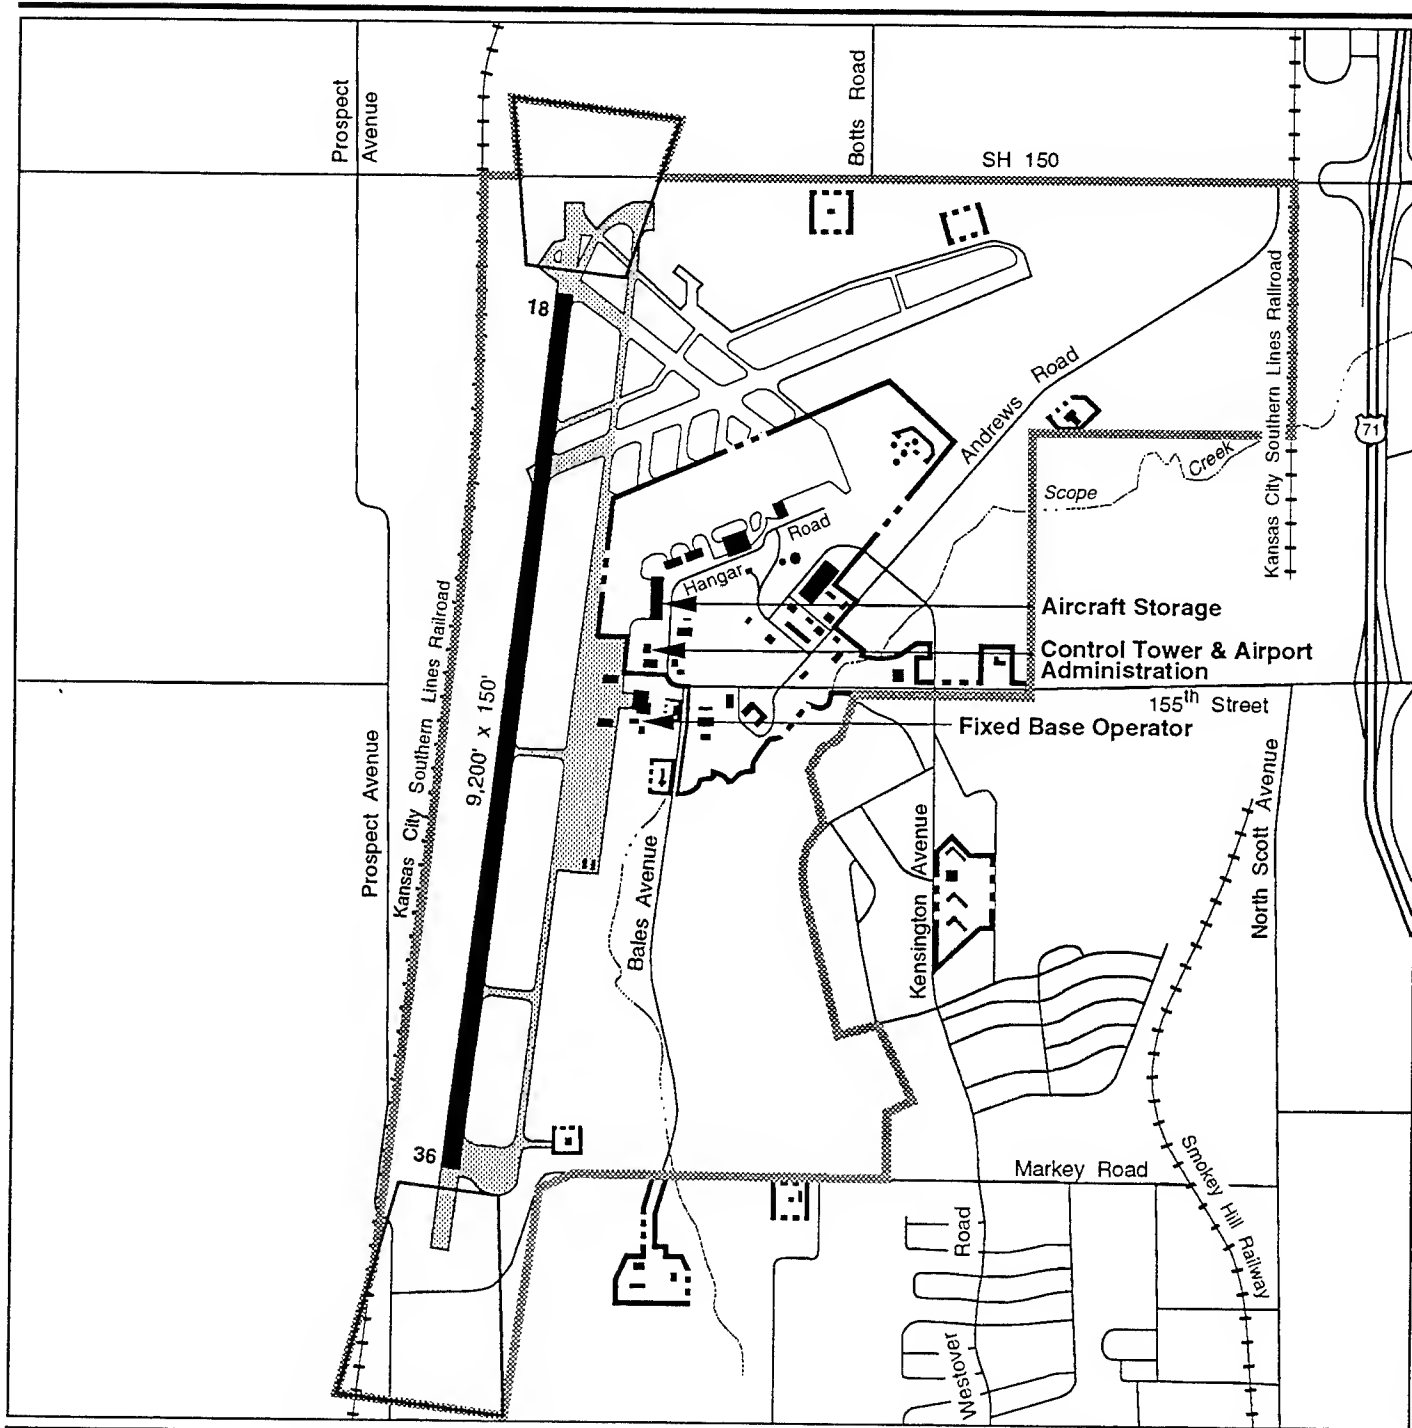 Prospect
Avenue
Botts Road
SH 150
Kansas City Southern Lines Railroad
18
71
Andrews Road
Scope Creek
Hangar Road
Aircraft Storage
Control Tower & Airport
Administration
155th Street
Fixed Base Operator
Kansas City Southern Lines Railroad
9,200' x 150'
Prospect Avenue
Bales Avenue
Kensington Avenue
North Scott Avenue
36
Markey Road
Smokey Hill Railway
Westover Road